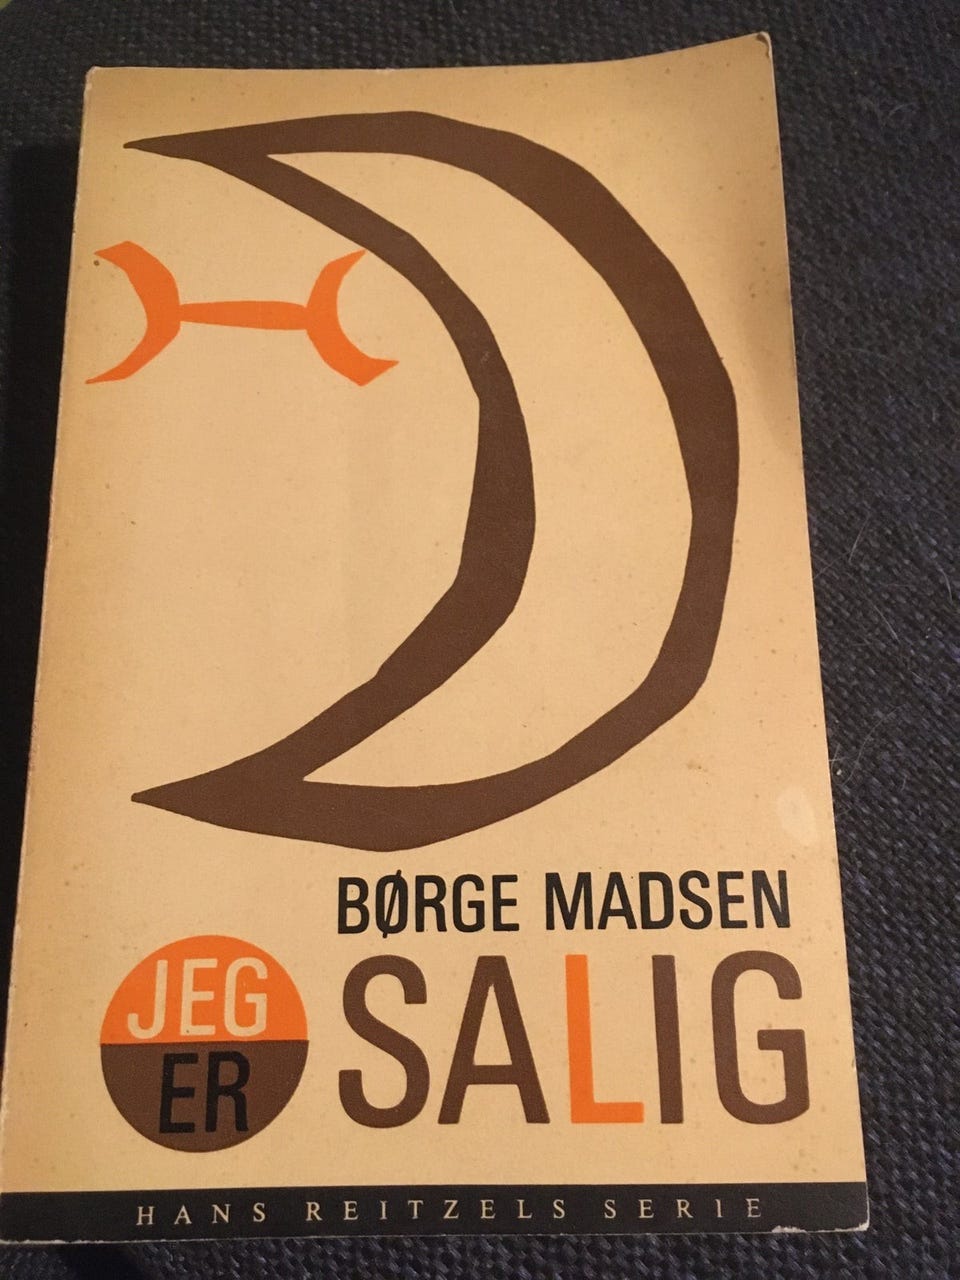 BØRGE MADSEN
JEG
ER
SALIG
HANS REITZELS SERIE